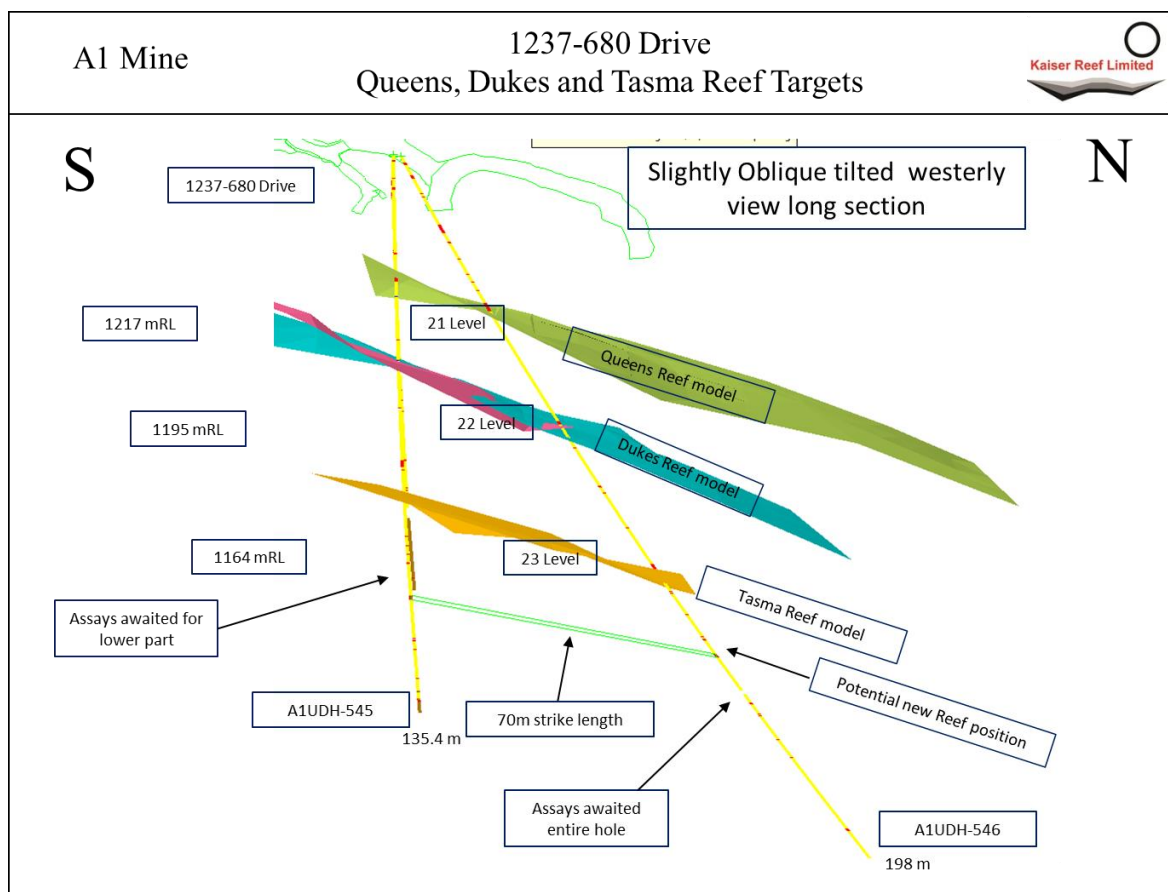 A1 Mine
1237-680 Drive
Queens, Dukes and Tasma Reef Targets
Kaiser Reef Limited
S
N
1237-680 Drive
Slightly Oblique tilted westerly
view long section
1217 mRL
21 Level
Queens Reef model
1195 mRL
22 Level
Dukes Reef model
1164 mRL
23 Level
Tasma Reef model
Assays awaited for
lower part
Potential new Reef position
A1UDH-545
70m strike length
135.4 m
Assays awaited
entire hole
A1UDH-546
198 m